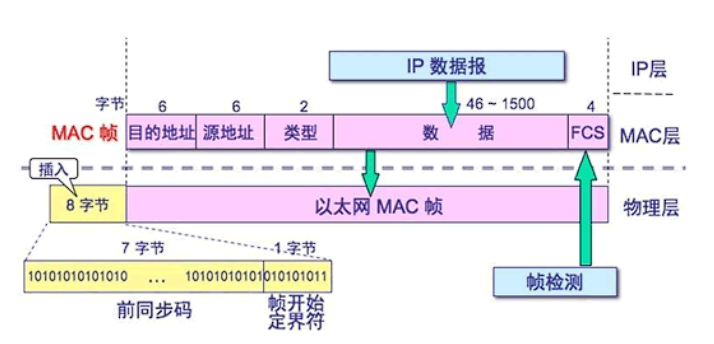 IP 数据报
IP层
字节 6 6 2 46 ~ 1500 4
MAC 帧 目的地址 源地址 类型 数 据 FCS MAC层
插入
8 字节 以太网 MAC 帧 物理层
7 字节 1 字节
10101010101010 ... 10101010101010101011
帧检测
前同步码 帧开始
定界符